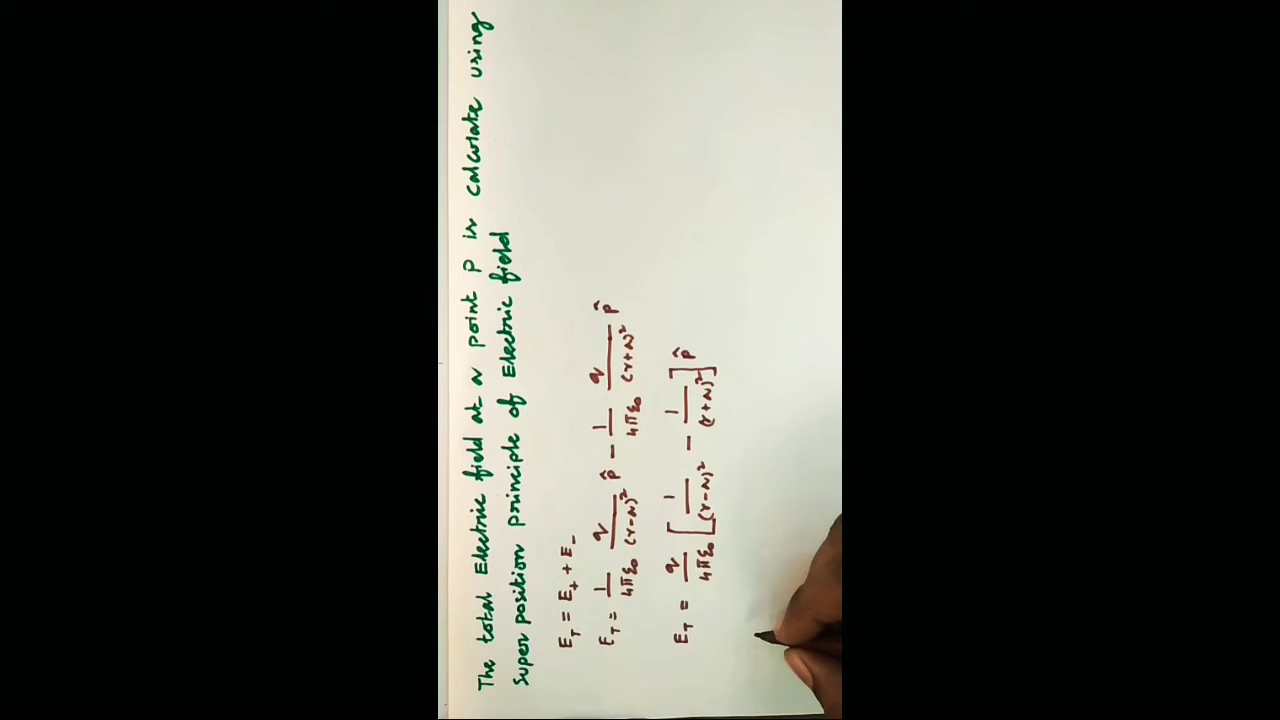 The total Electric field at a point P is calculate using
Super position principle of Electric field
E_T = E_+ + E_-
E_T = 1/4πε₀ q/(r-a)² p̂ - 1/4πε₀ q/(r+a)² p̂
E_T = q/4πε₀ [1/(r-a)² - 1/(r+a)²] p̂